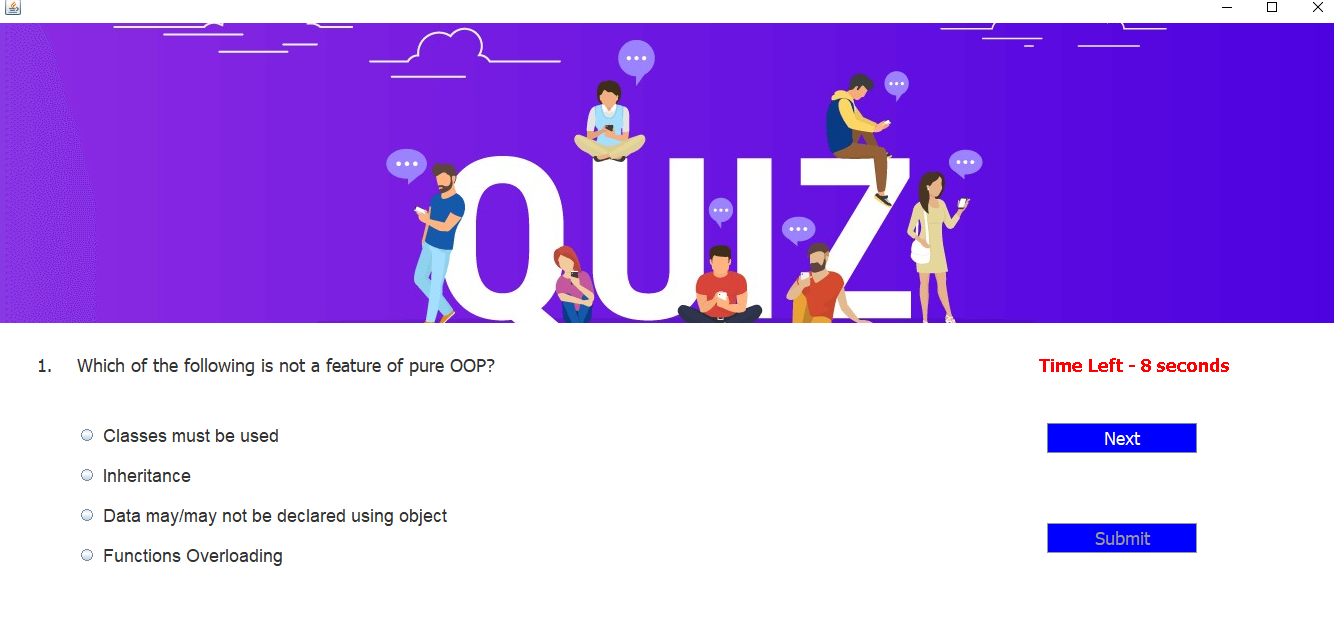 QUIZ
1. Which of the following is not a feature of pure OOP?
Time Left - 8 seconds
Classes must be used
Next
Inheritance
Data may/may not be declared using object
Submit
Functions Overloading